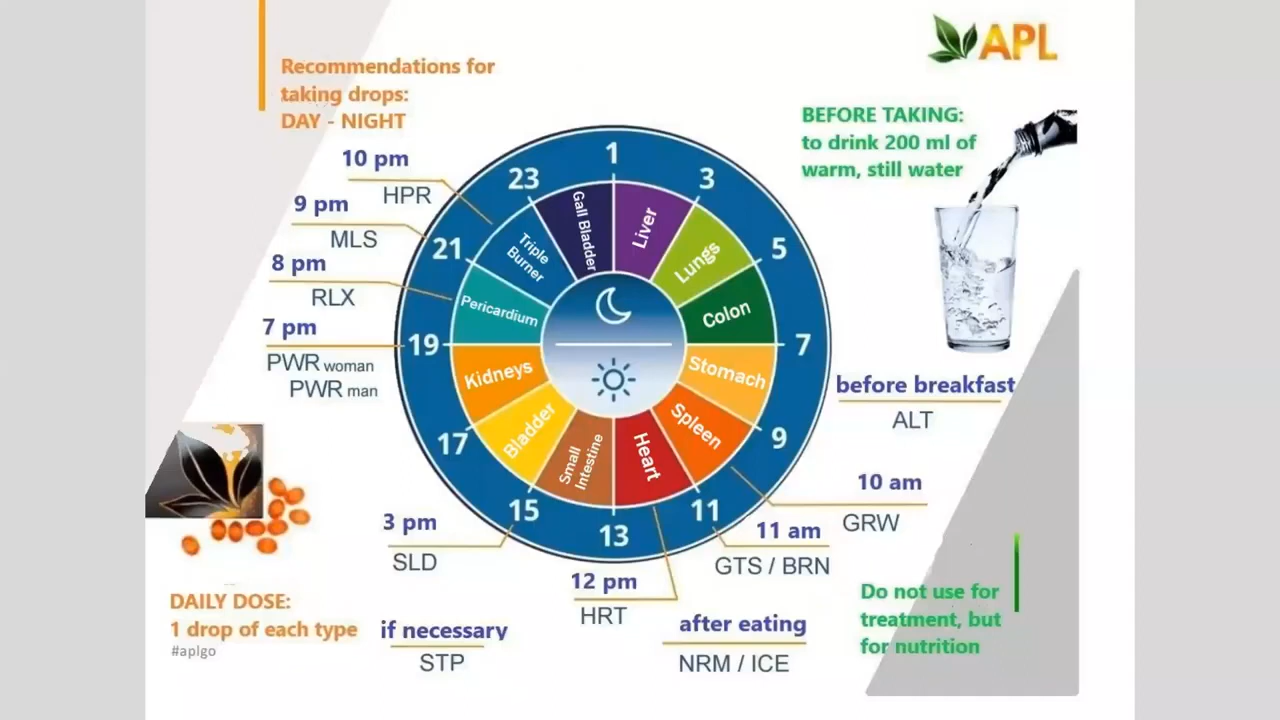 APL
Recommendations for
taking drops:
DAY - NIGHT
BEFORE TAKING:
to drink 200 ml of
warm, still water
10 pm
HPR
9 pm
MLS
8 pm
RLX
7 pm
PWR woman
PWR man
1
3
5
7
9
11
13
15
17
19
21
23
Liver
Lungs
Colon
Stomach
Spleen
Heart
Small
Intestine
Bladder
Kidneys
Pericardium
Triple
Burner
Gall Bladder
before breakfast
ALT
10 am
GRW
11 am
GTS / BRN
12 pm
HRT
3 pm
SLD
after eating
NRM / ICE
if necessary
STP
DAILY DOSE:
1 drop of each type
#aplgo
Do not use for
treatment, but
for nutrition